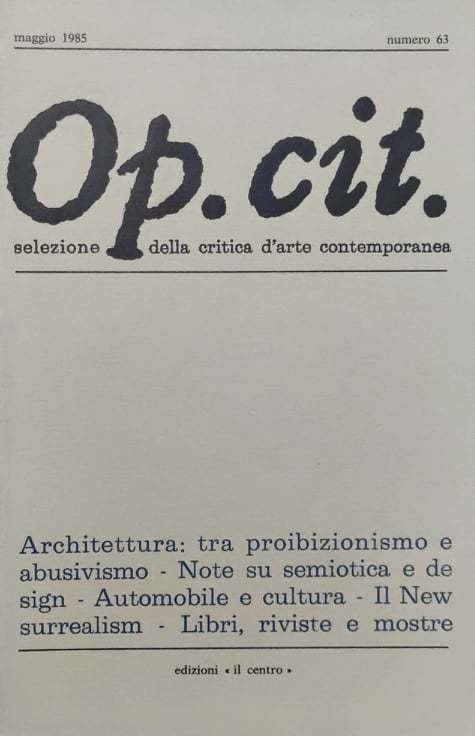 maggio 1985 numero 63
Op. cit.
selezione della critica d'arte contemporanea
Architettura: tra proibizionismo e
abusivismo - Note su semiotica e de
sign - Automobile e cultura - Il New
surrealism - Libri, riviste e mostre
edizioni « il centro »